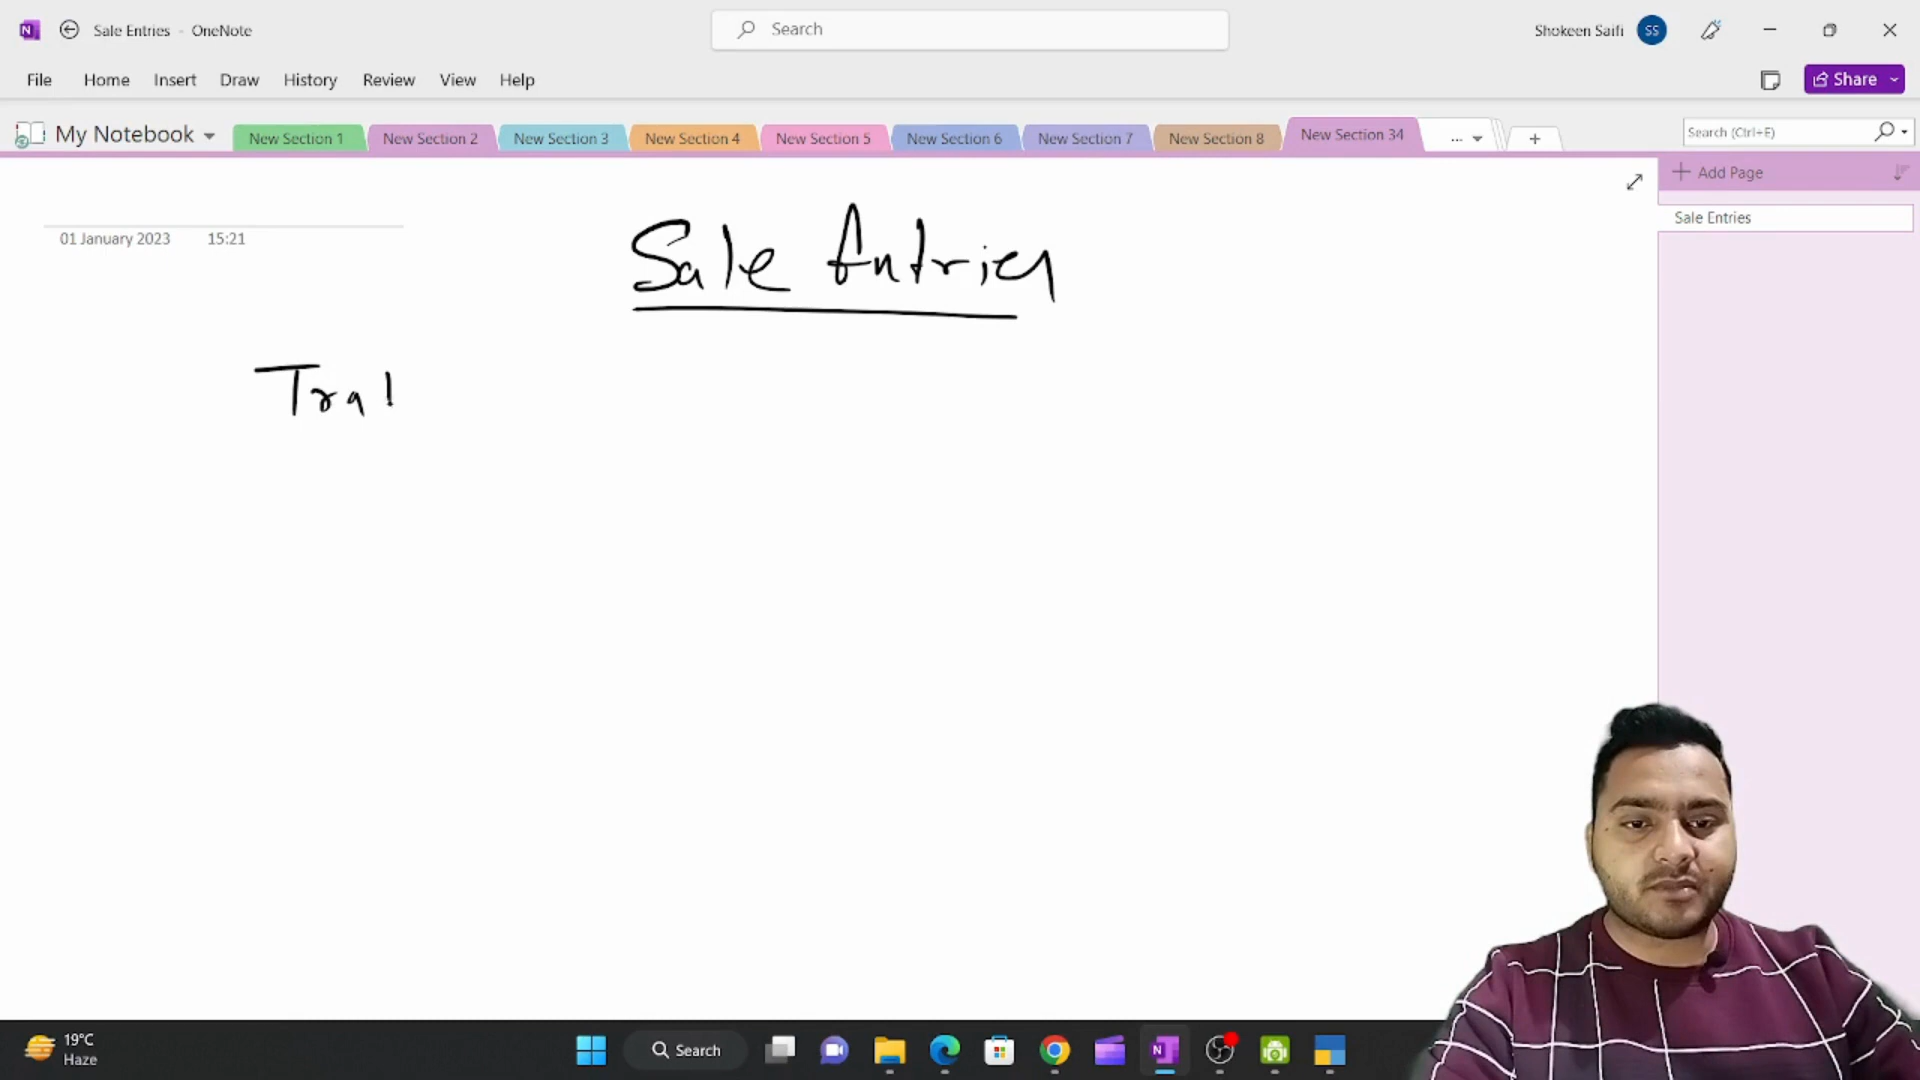 Sale Entries - OneNote
Search
Shokeen Saifi
SS
File Home Insert Draw History Review View Help
Share
My Notebook
New Section 1
New Section 2
New Section 3
New Section 4
New Section 5
New Section 6
New Section 7
New Section 8
New Section 34
...
Search (Ctrl+E)
Add Page
Sale Entries
01 January 2023 15:21
Sale Entries
Tra
19°C
Haze
Search